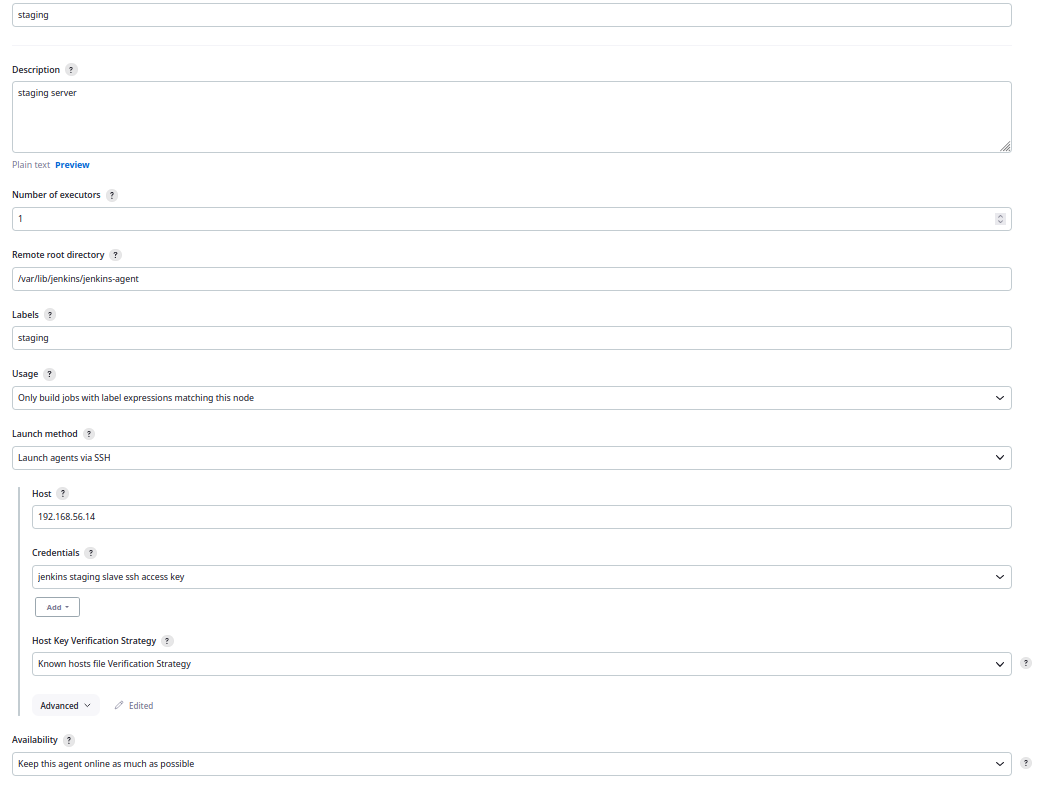 staging
Description ?
staging server
Plain text Preview
Number of executors ?
1
Remote root directory ?
/var/lib/jenkins/jenkins-agent
Labels ?
staging
Usage ?
Only build jobs with label expressions matching this node
Launch method ?
Launch agents via SSH
Host ?
192.168.56.14
Credentials ?
jenkins staging slave ssh access key
Add
Host Key Verification Strategy ?
Known hosts file Verification Strategy ?
Advanced Edited
Availability ?
Keep this agent online as much as possible ?